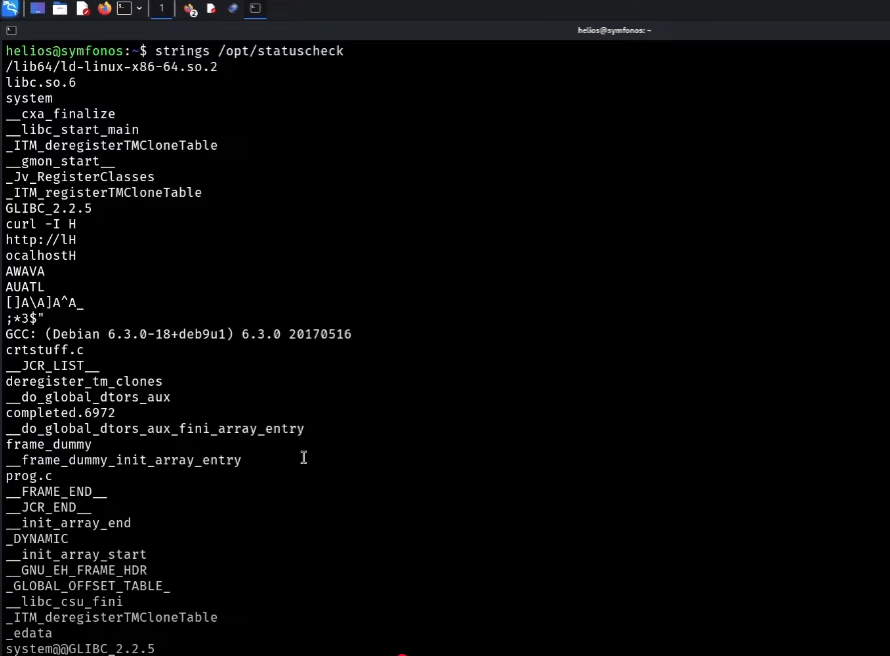 1
2
helios@symfonos: ~
helios@symfonos:~$ strings /opt/statuscheck
/lib64/ld-linux-x86-64.so.2
libc.so.6
system
__cxa_finalize
__libc_start_main
_ITM_deregisterTMCloneTable
__gmon_start__
_Jv_RegisterClasses
_ITM_registerTMCloneTable
GLIBC_2.2.5
curl -I H
http://lH
ocalhostH
AWAVA
AUATL
[]A\A]A^A_
;*3$"
GCC: (Debian 6.3.0-18+deb9u1) 6.3.0 20170516
crtstuff.c
__JCR_LIST__
deregister_tm_clones
__do_global_dtors_aux
completed.6972
__do_global_dtors_aux_fini_array_entry
frame_dummy
__frame_dummy_init_array_entry
prog.c
__FRAME_END__
__JCR_END__
__init_array_end
_DYNAMIC
__init_array_start
__GNU_EH_FRAME_HDR
_GLOBAL_OFFSET_TABLE_
__libc_csu_fini
_ITM_deregisterTMCloneTable
_edata
system@@GLIBC_2.2.5